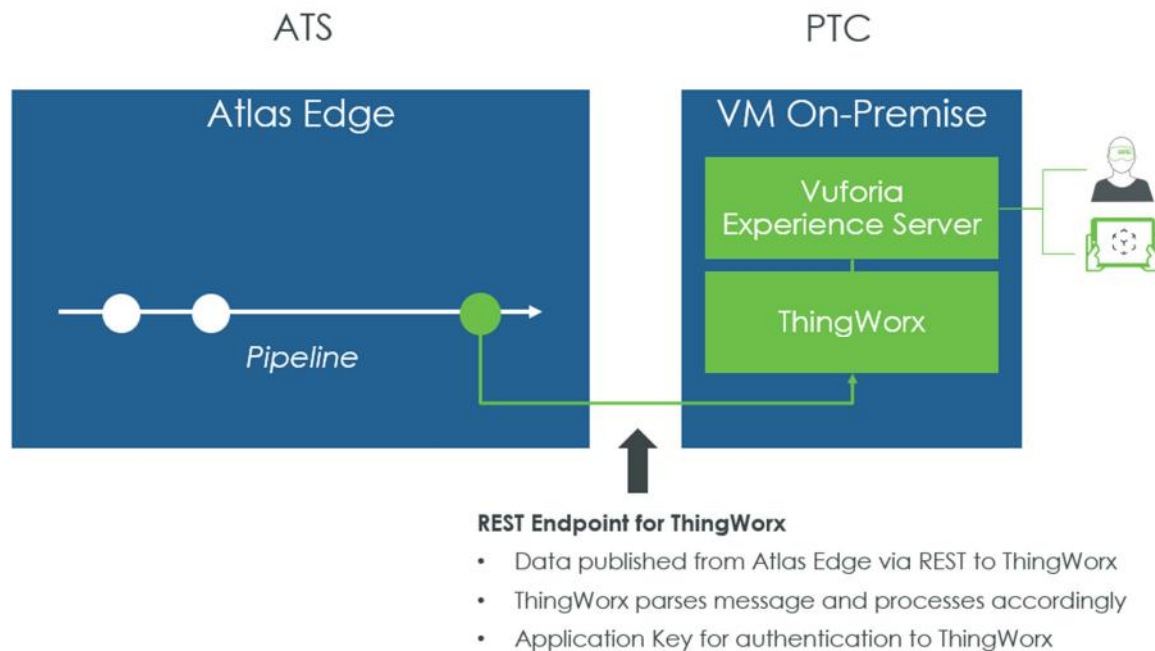 ATS
PTC
Atlas Edge
VM On-Premise
Vuforia
Experience Server
ThingWorx
Pipeline
REST Endpoint for ThingWorx
• Data published from Atlas Edge via REST to ThingWorx
• ThingWorx parses message and processes accordingly
• Application Key for authentication to ThingWorx